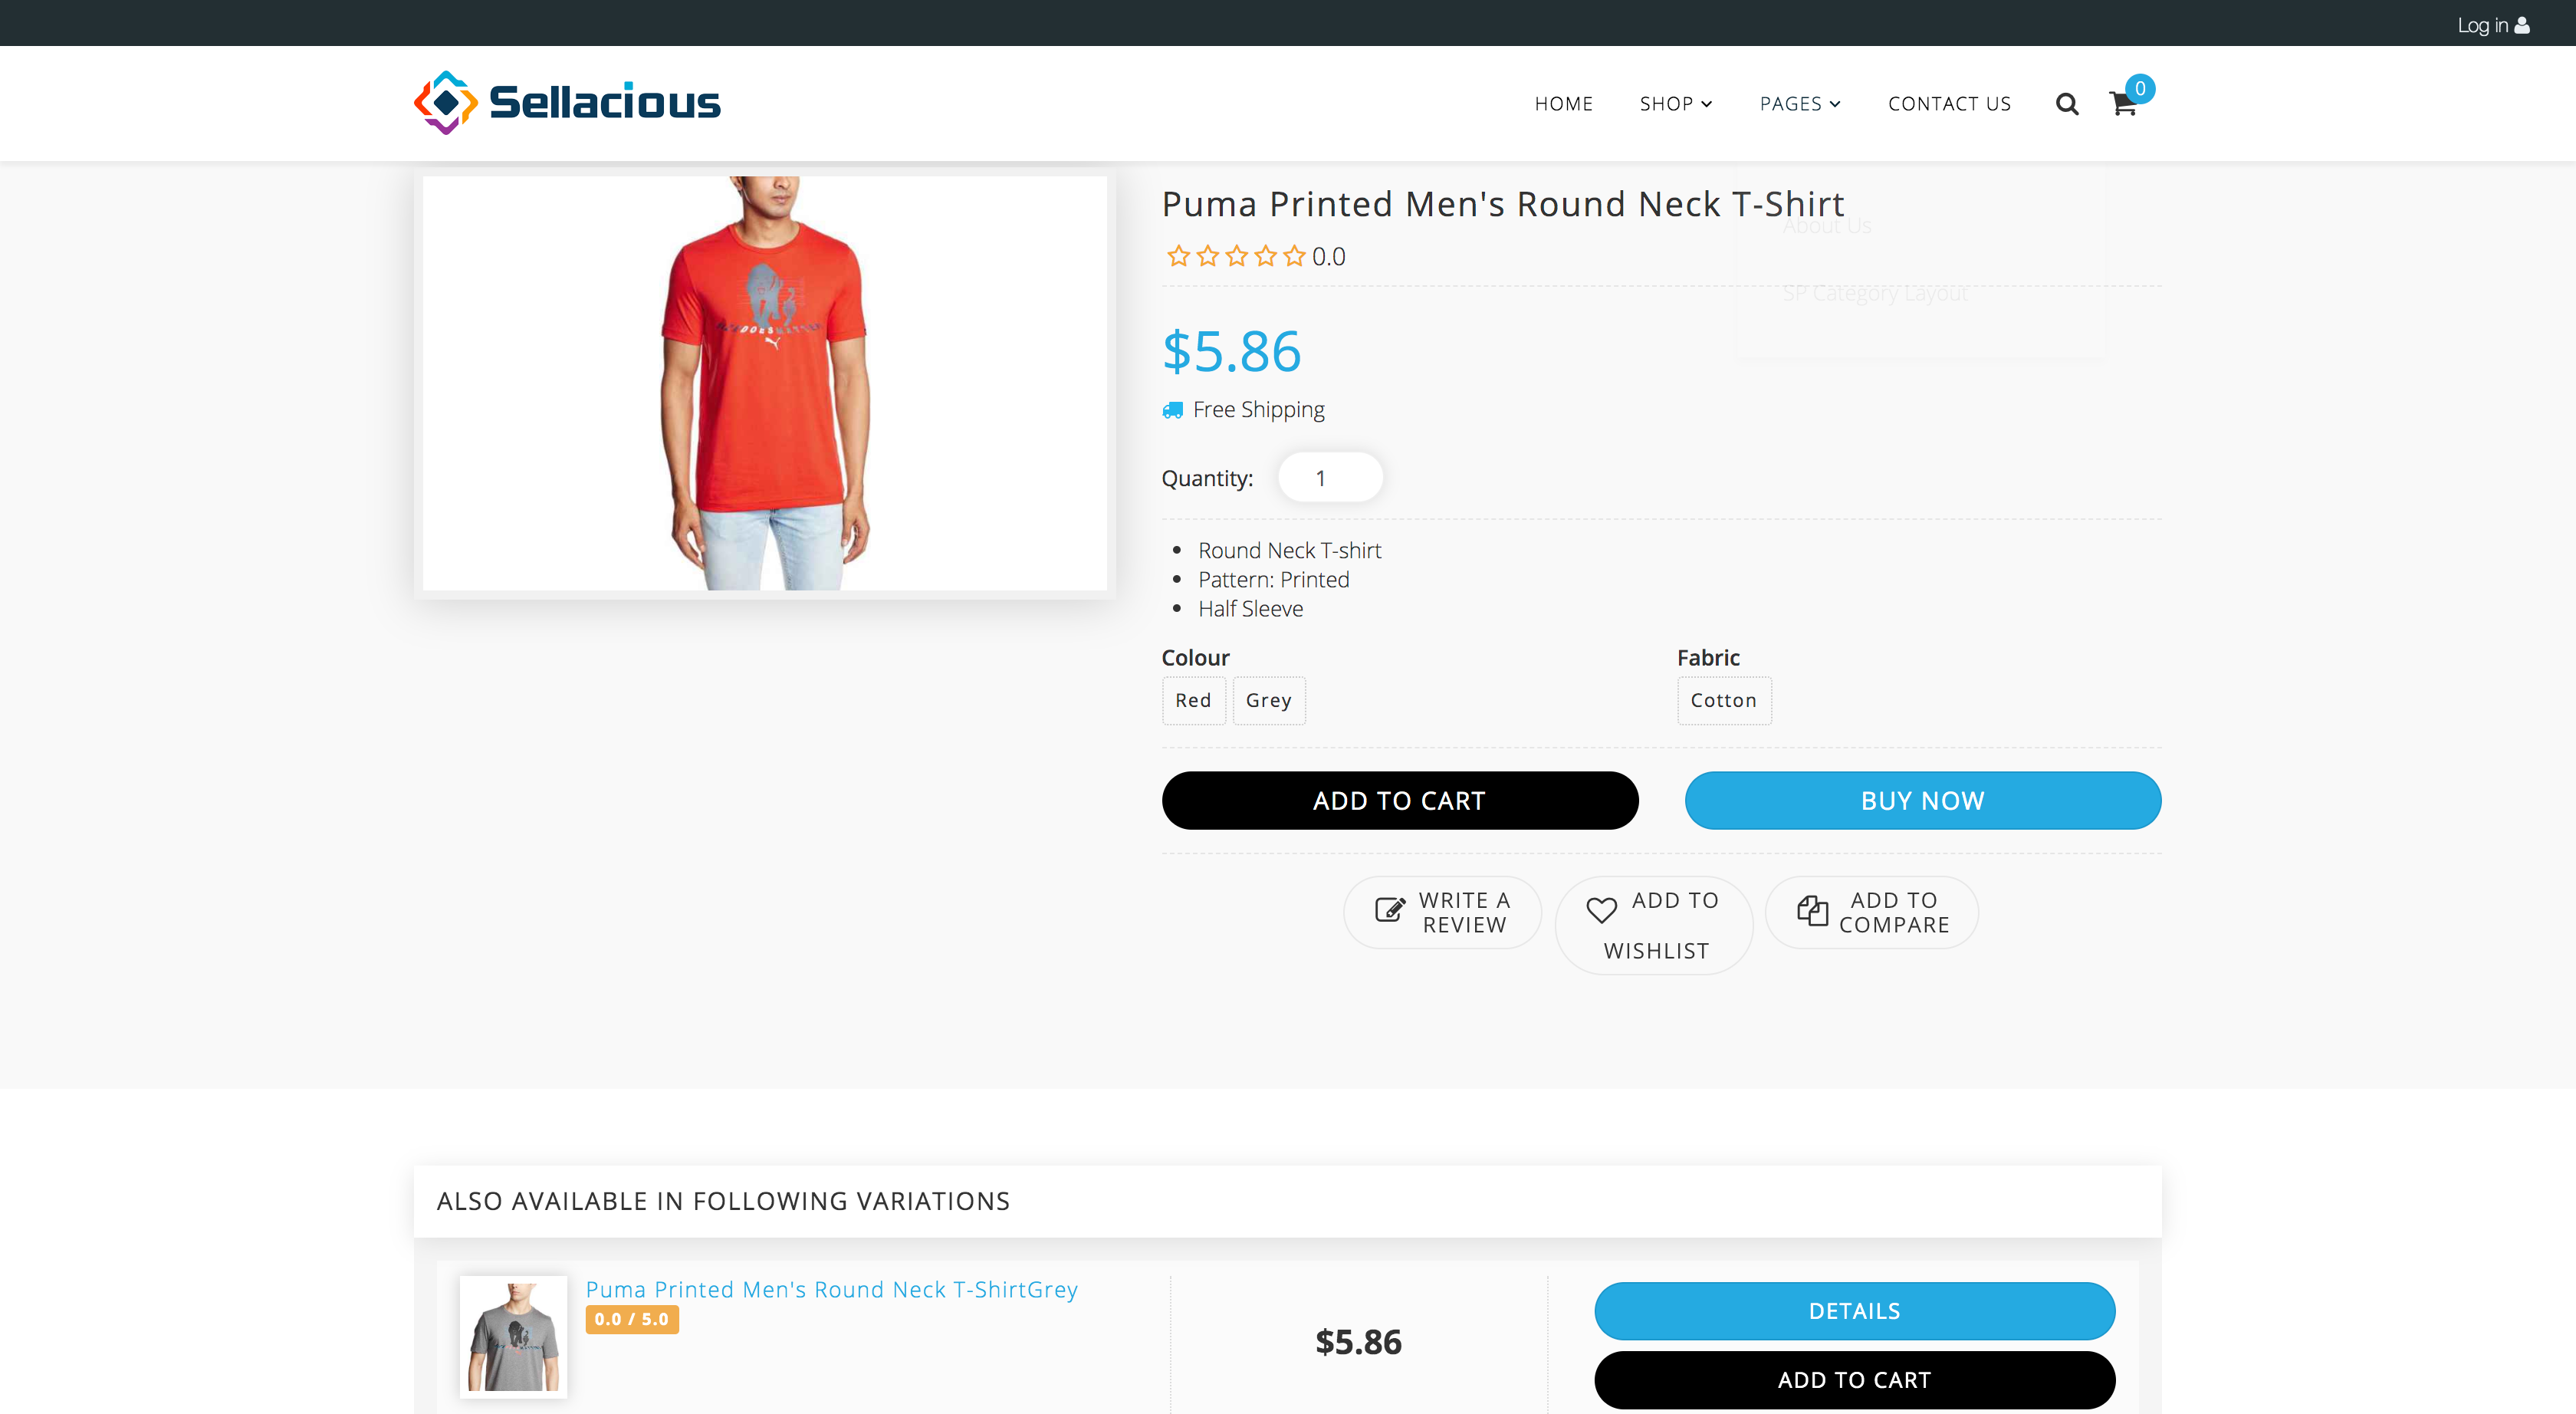 Log in
Sellacious
HOME
SHOP
PAGES
CONTACT US
0
Puma Printed Men's Round Neck T-Shirt
About Us
0.0
SP Category Layout
$5.86
Free Shipping
Quantity: 1
Round Neck T-shirt
Pattern: Printed
Half Sleeve
Colour
Red
Grey
Fabric
Cotton
ADD TO CART
BUY NOW
WRITE A
REVIEW
ADD TO
WISHLIST
ADD TO
COMPARE
ALSO AVAILABLE IN FOLLOWING VARIATIONS
Puma Printed Men's Round Neck T-ShirtGrey
0.0 / 5.0
$5.86
DETAILS
ADD TO CART